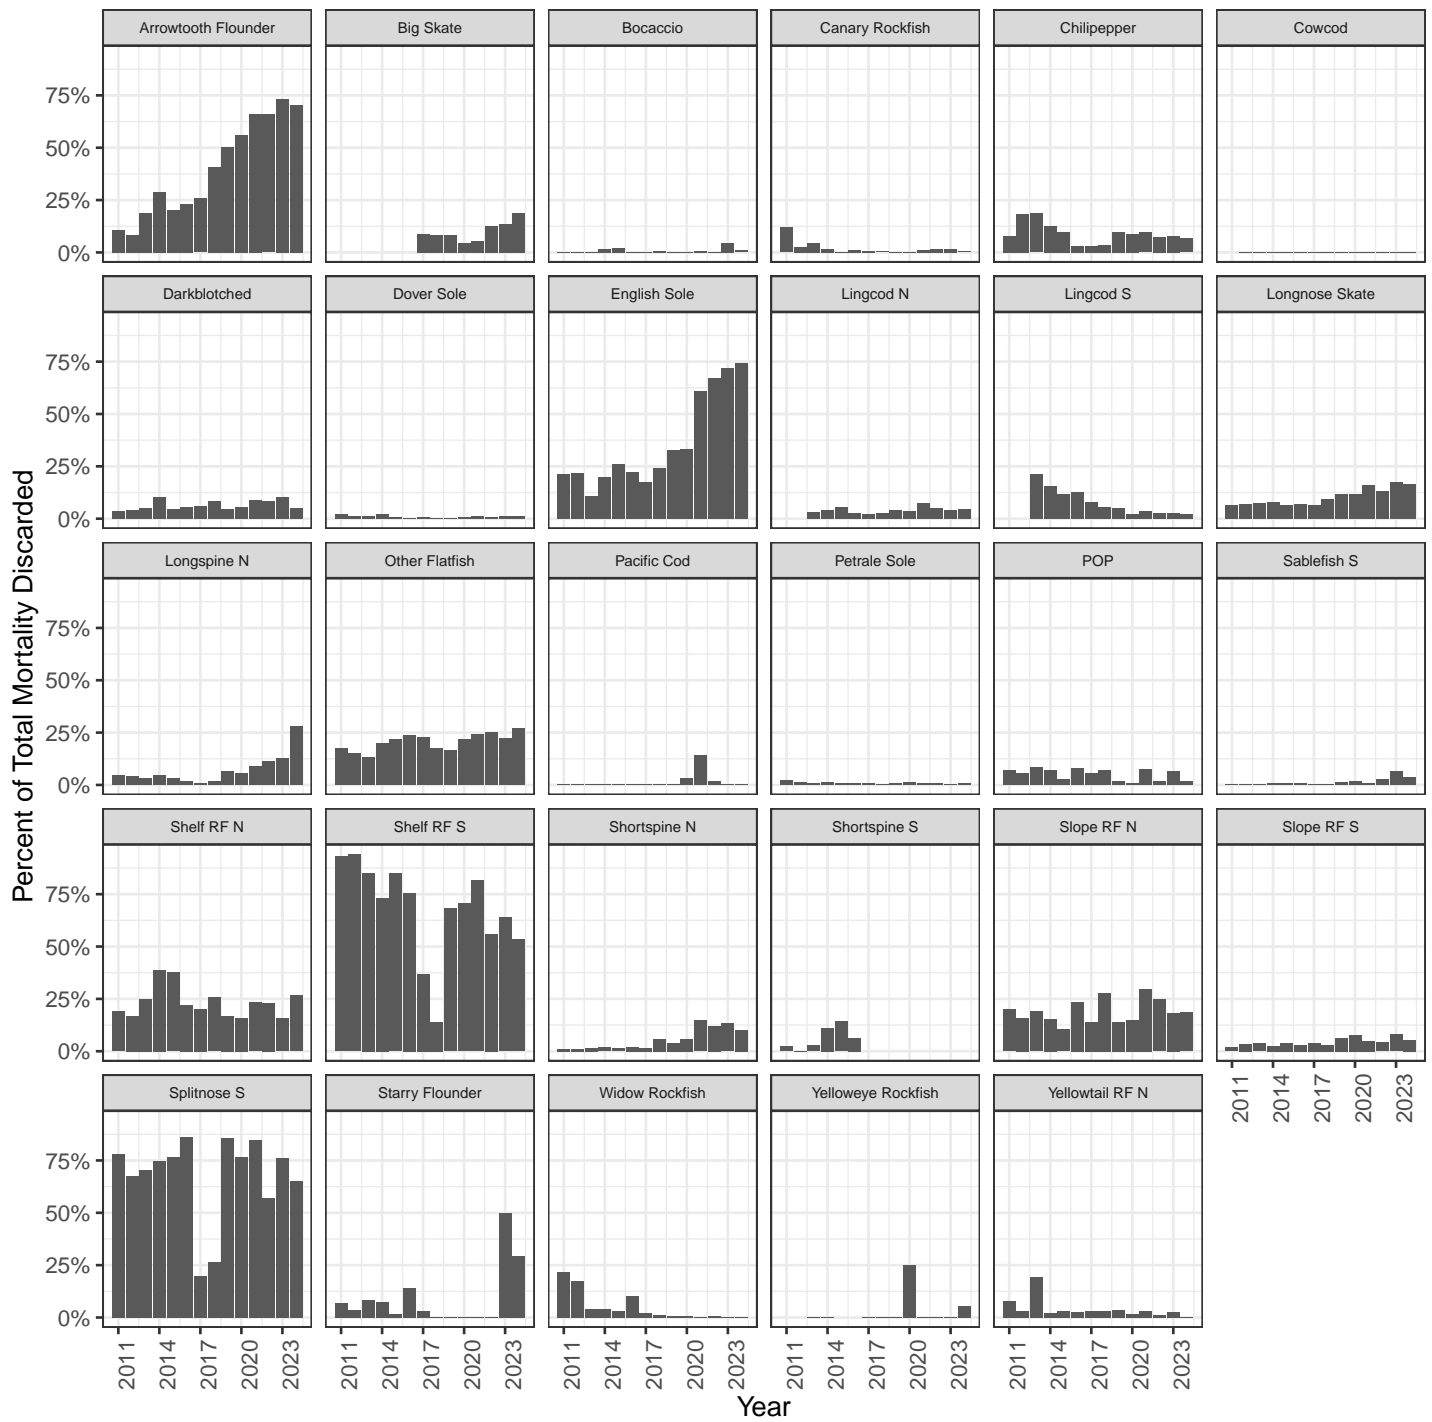 Arrowtooth Flounder Big Skate Bocaccio Canary Rockfish Chilipepper Cowcod
75%
50%
25%
0%
Darkblotched Dover Sole English Sole Lingcod N Lingcod S Longnose Skate
75%
50%
25%
0%
Longspine N Other Flatfish Pacific Cod Petrale Sole POP Sablefish S
75%
50%
25%
0%
Shelf RF N Shelf RF S Shortspine N Shortspine S Slope RF N Slope RF S
75%
50%
25%
0%
2011 2014 2017 2020 2023
Splitnose S Starry Flounder Widow Rockfish Yelloweye Rockfish Yellowtail RF N
75%
50%
25%
0%
2011 2014 2017 2020 2023 2011 2014 2017 2020 2023 2011 2014 2017 2020 2023 2011 2014 2017 2020 2023 2011 2014 2017 2020 2023
Year
Percent of Total Mortality Discarded